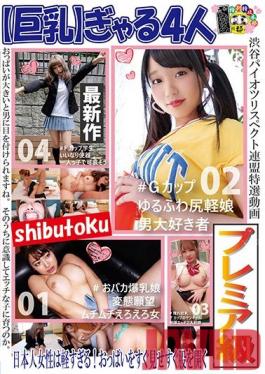 【巨乳】ぎゃる4人
渋谷バイオツリスペクト連盟特選動画
おっぱいが大きいと男に目を付けられますね。
そのうちに意識してエッチな子に育つのか、
最新作
04
#Gカップ
02
ゆるふわ尻軽娘
男大好き者
shibutoku
プレミア級
01
#おバカ爆乳娘
変態願望
ムチムチえろえろ女
03
日本人女性は軽すぎる!おっぱいをすぐ見せすぐ股を開く